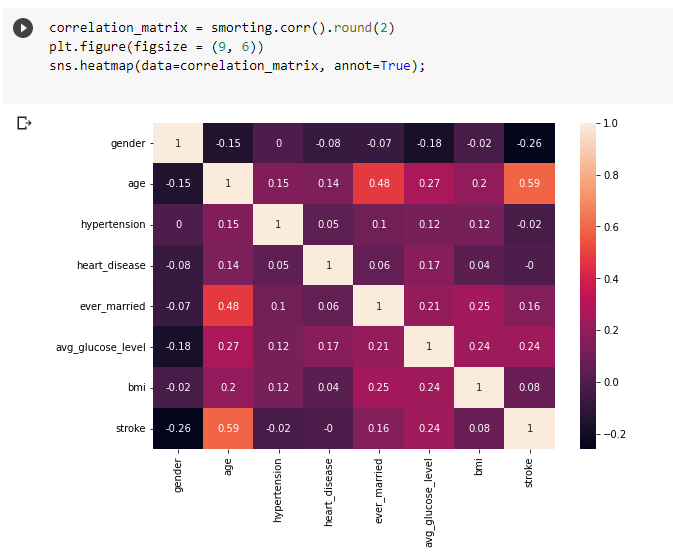 correlation_matrix = smorting.corr().round(2)
plt.figure(figsize = (9, 6))
sns.heatmap(data=correlation_matrix, annot=True);
gender 1 -0.15 0 -0.08 -0.07 -0.18 -0.02 -0.26
age -0.15 1 0.15 0.14 0.48 0.27 0.2 0.59
hypertension 0 0.15 1 0.05 0.1 0.12 0.12 -0.02
heart_disease -0.08 0.14 0.05 1 0.06 0.17 0.04 -0
ever_married -0.07 0.48 0.1 0.06 1 0.21 0.25 0.16
avg_glucose_level -0.18 0.27 0.12 0.17 0.21 1 0.24 0.24
bmi -0.02 0.2 0.12 0.04 0.25 0.24 1 0.08
stroke -0.26 0.59 -0.02 -0 0.16 0.24 0.08 1
gender
age
hypertension
heart_disease
ever_married
avg_glucose_level
bmi
stroke
1.0
0.8
0.6
0.4
0.2
0.0
−0.2